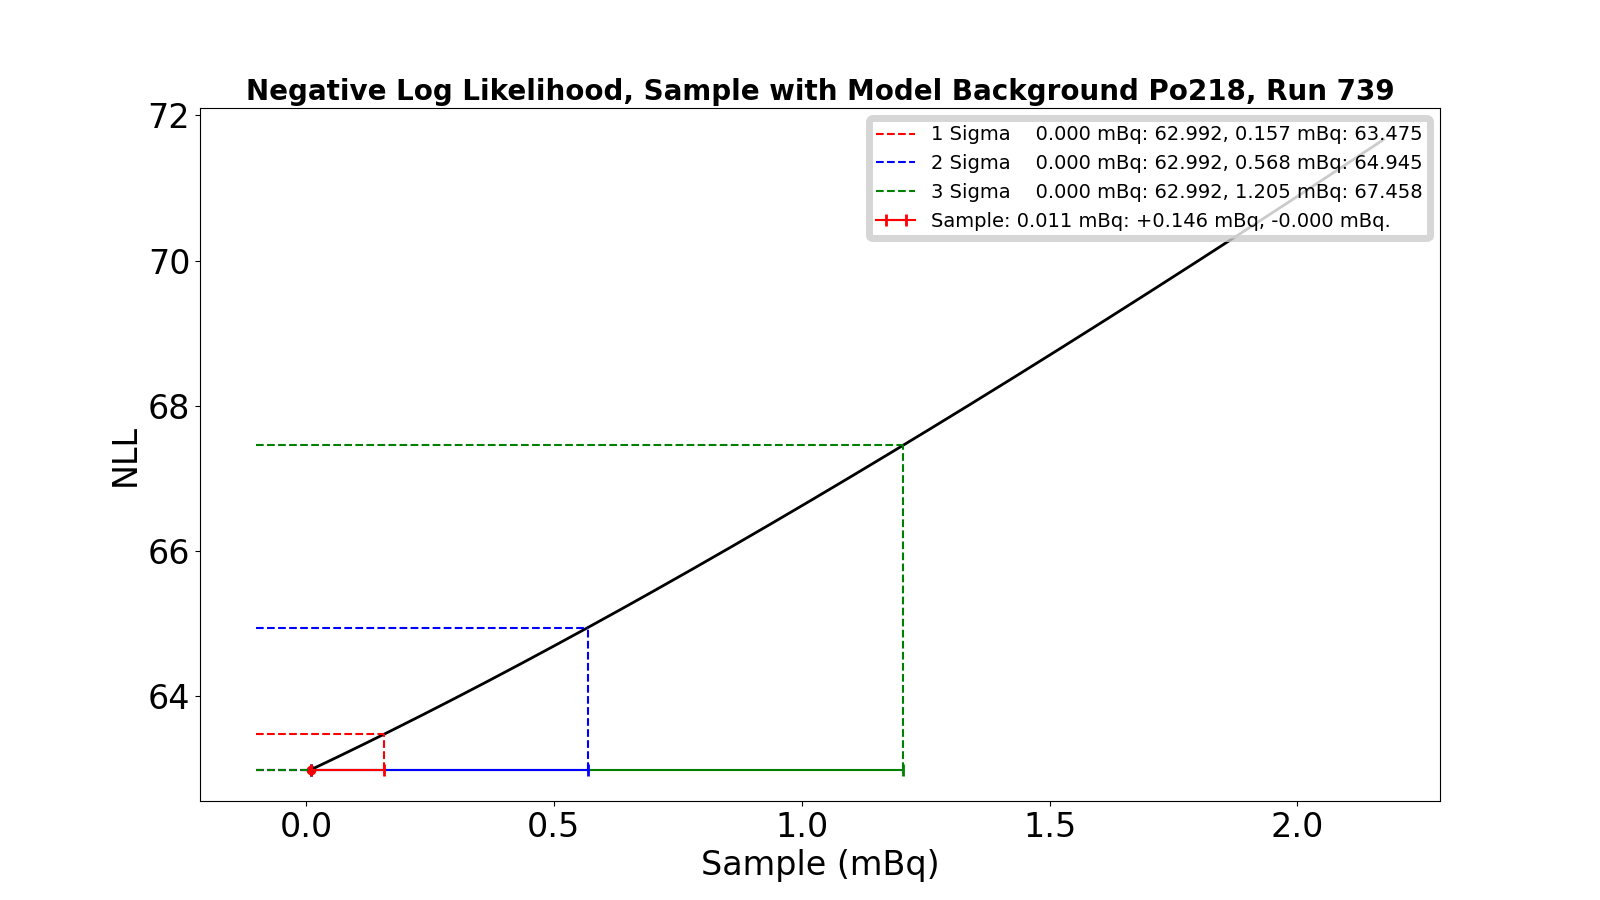 Negative Log Likelihood, Sample with Model Background Po218, Run 739
72
70
68
66
64
NLL
1 Sigma    0.000 mBq: 62.992, 0.157 mBq: 63.475
2 Sigma    0.000 mBq: 62.992, 0.568 mBq: 64.945
3 Sigma    0.000 mBq: 62.992, 1.205 mBq: 67.458
Sample: 0.011 mBq: +0.146 mBq, -0.000 mBq.
0.0 0.5 1.0 1.5 2.0
Sample (mBq)